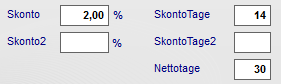 Skonto 2,00 % SkontoTage 14
Skonto2 % SkontoTage2
Nettotage 30